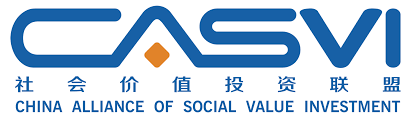 CASVI
社会价值投资联盟
CHINA ALLIANCE OF SOCIAL VALUE INVESTMENT